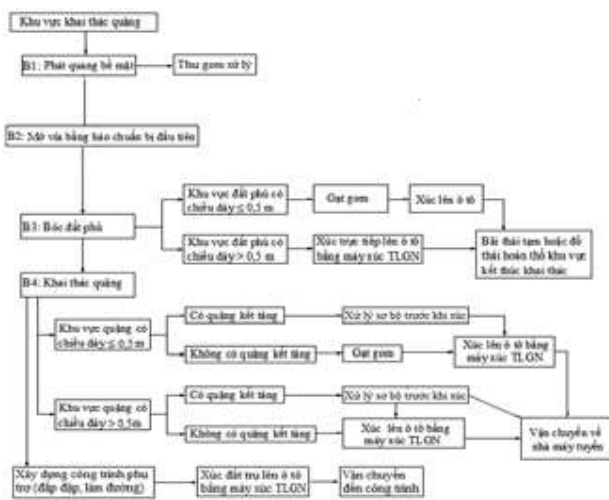 Khu vực khai thác quặng
B1: Phát quang bề mặt
Thu gom xử lý
B2: Mở vỉa bằng hào chuẩn bị đầu tiên
B3: Bóc đất phủ
Khu vực đất phủ có
chiều dày ≤ 0,5 m
Gạt gom
Xúc lên ô tô
Khu vực đất phủ có
chiều dày > 0,5 m
Xúc trực tiếp lên ô tô
bằng máy xúc TLGN
Bãi thải tạm hoặc đổ
thải hoàn thổ khu vực
kết thúc khai thác
B4: Khai thác quặng
Khu vực quặng có
chiều dày ≤ 0,5 m
Có quặng kết tảng
Xử lý sơ bộ trước khi xúc
Không có quặng kết tảng
Gạt gom
Xúc lên ô tô bằng
máy xúc TLGN
Khu vực quặng có
chiều dày > 0,5m
Có quặng kết tảng
Xử lý sơ bộ trước khi xúc
Không có quặng kết tảng
Xúc lên ô tô bằng
máy xúc TLGN
Vận chuyển về
nhà máy tuyển
Xây dựng công trình phụ
trợ (đắp đập, làm đường)
Xúc đất trụ lên ô tô
bằng máy xúc TLGN
Vận chuyển
đến công trình